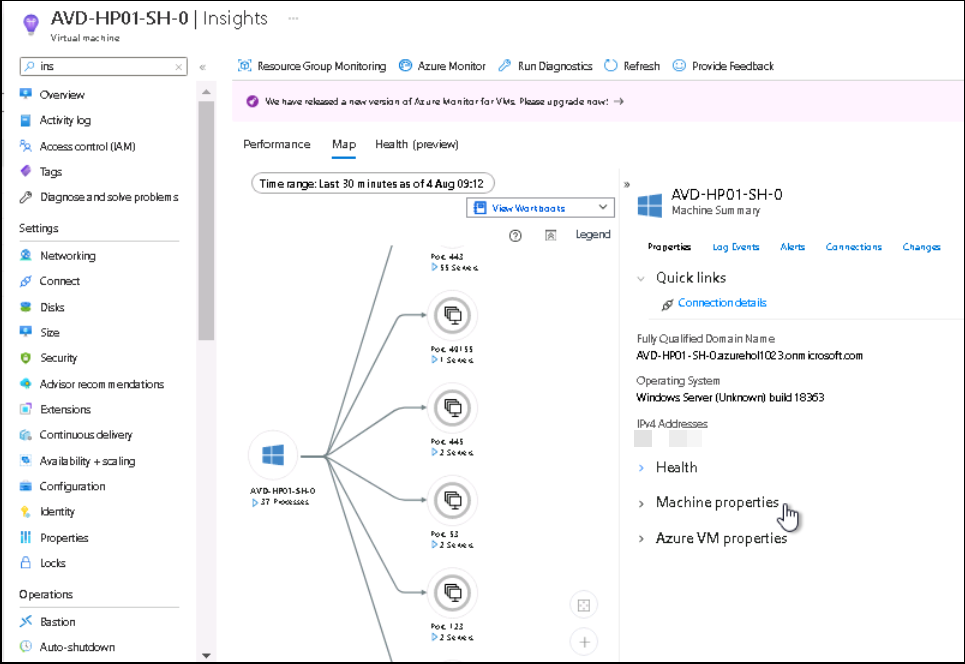 AVD-HP01-SH-0 | Insights ...
Virtual machine
ins
Overview
Activity log
Access control (IAM)
Tags
Diagnose and solve problems
Settings
Networking
Connect
Disks
Size
Security
Advisor recommendations
Extensions
Continuous delivery
Availability + scaling
Configuration
Identity
Properties
Locks
Operations
Bastion
Auto-shutdown
Resource Group Monitoring
Azure Monitor
Run Diagnostics
Refresh
Provide Feedback
We have released a new version of Azure Monitor for VMs. Please upgrade now! →
Performance
Map
Health (preview)
Time range: Last 30 minutes as of 4 Aug 09:12
View Workbooks
Legend
Port 443
55 Servers
Port 49155
1 Servers
Port 445
2 Servers
AVD-HP01-SH-0
37 Processes
Port 53
2 Servers
Port 123
2 Servers
AVD-HP01-SH-0
Machine Summary
Properties
Log Events
Alerts
Connections
Changes
Quick links
Connection details
Fully Qualified Domain Name
AVD-HP01-SH-0.azurehol1023.onmicrosoft.com
Operating System
Windows Server (Unknown) build 18363
IPv4 Addresses
Health
Machine properties
Azure VM properties